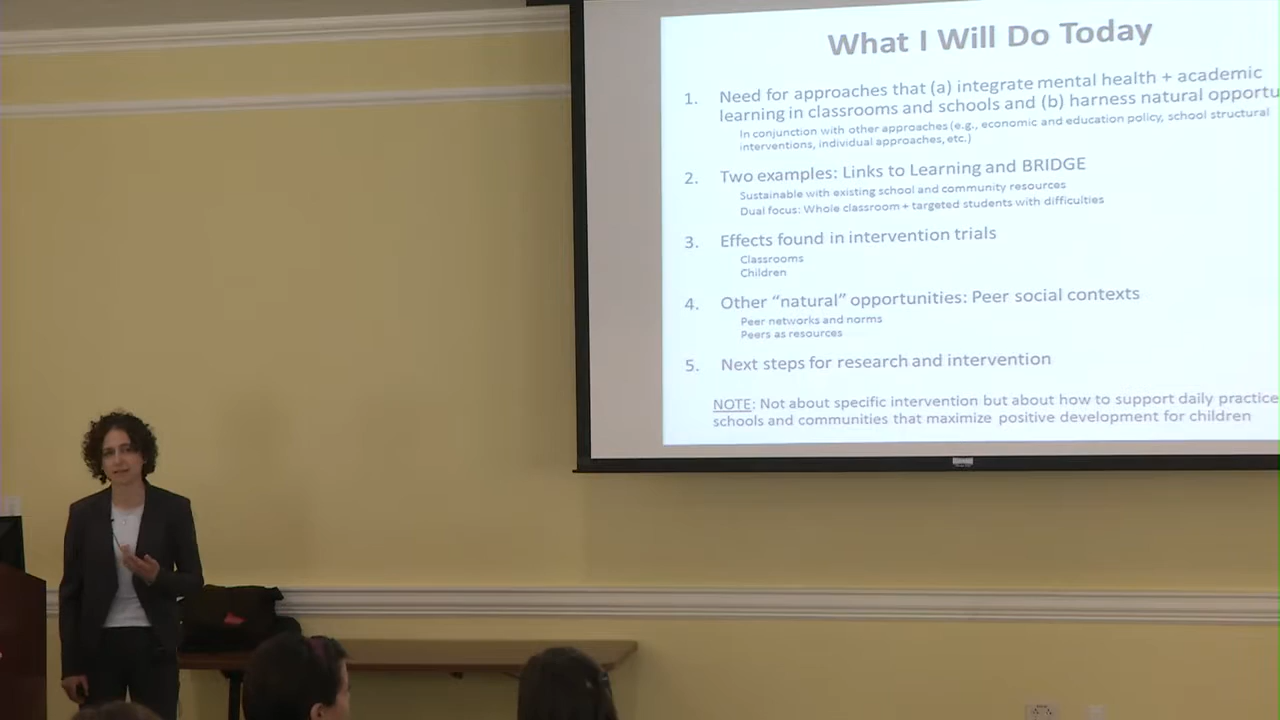 What I Will Do Today
1. Need for approaches that (a) integrate mental health + academic
learning in classrooms and schools and (b) harness natural opportu
In conjunction with other approaches (e.g., economic and education policy, school structural
interventions, individual approaches, etc.)
2. Two examples: Links to Learning and BRIDGE
Sustainable with existing school and community resources
Dual focus: Whole classroom + targeted students with difficulties
3. Effects found in intervention trials
Classrooms
Children
4. Other “natural” opportunities: Peer social contexts
Peer networks and norms
Peers as resources
5. Next steps for research and intervention
NOTE: Not about specific intervention but about how to support daily practice
schools and communities that maximize positive development for children